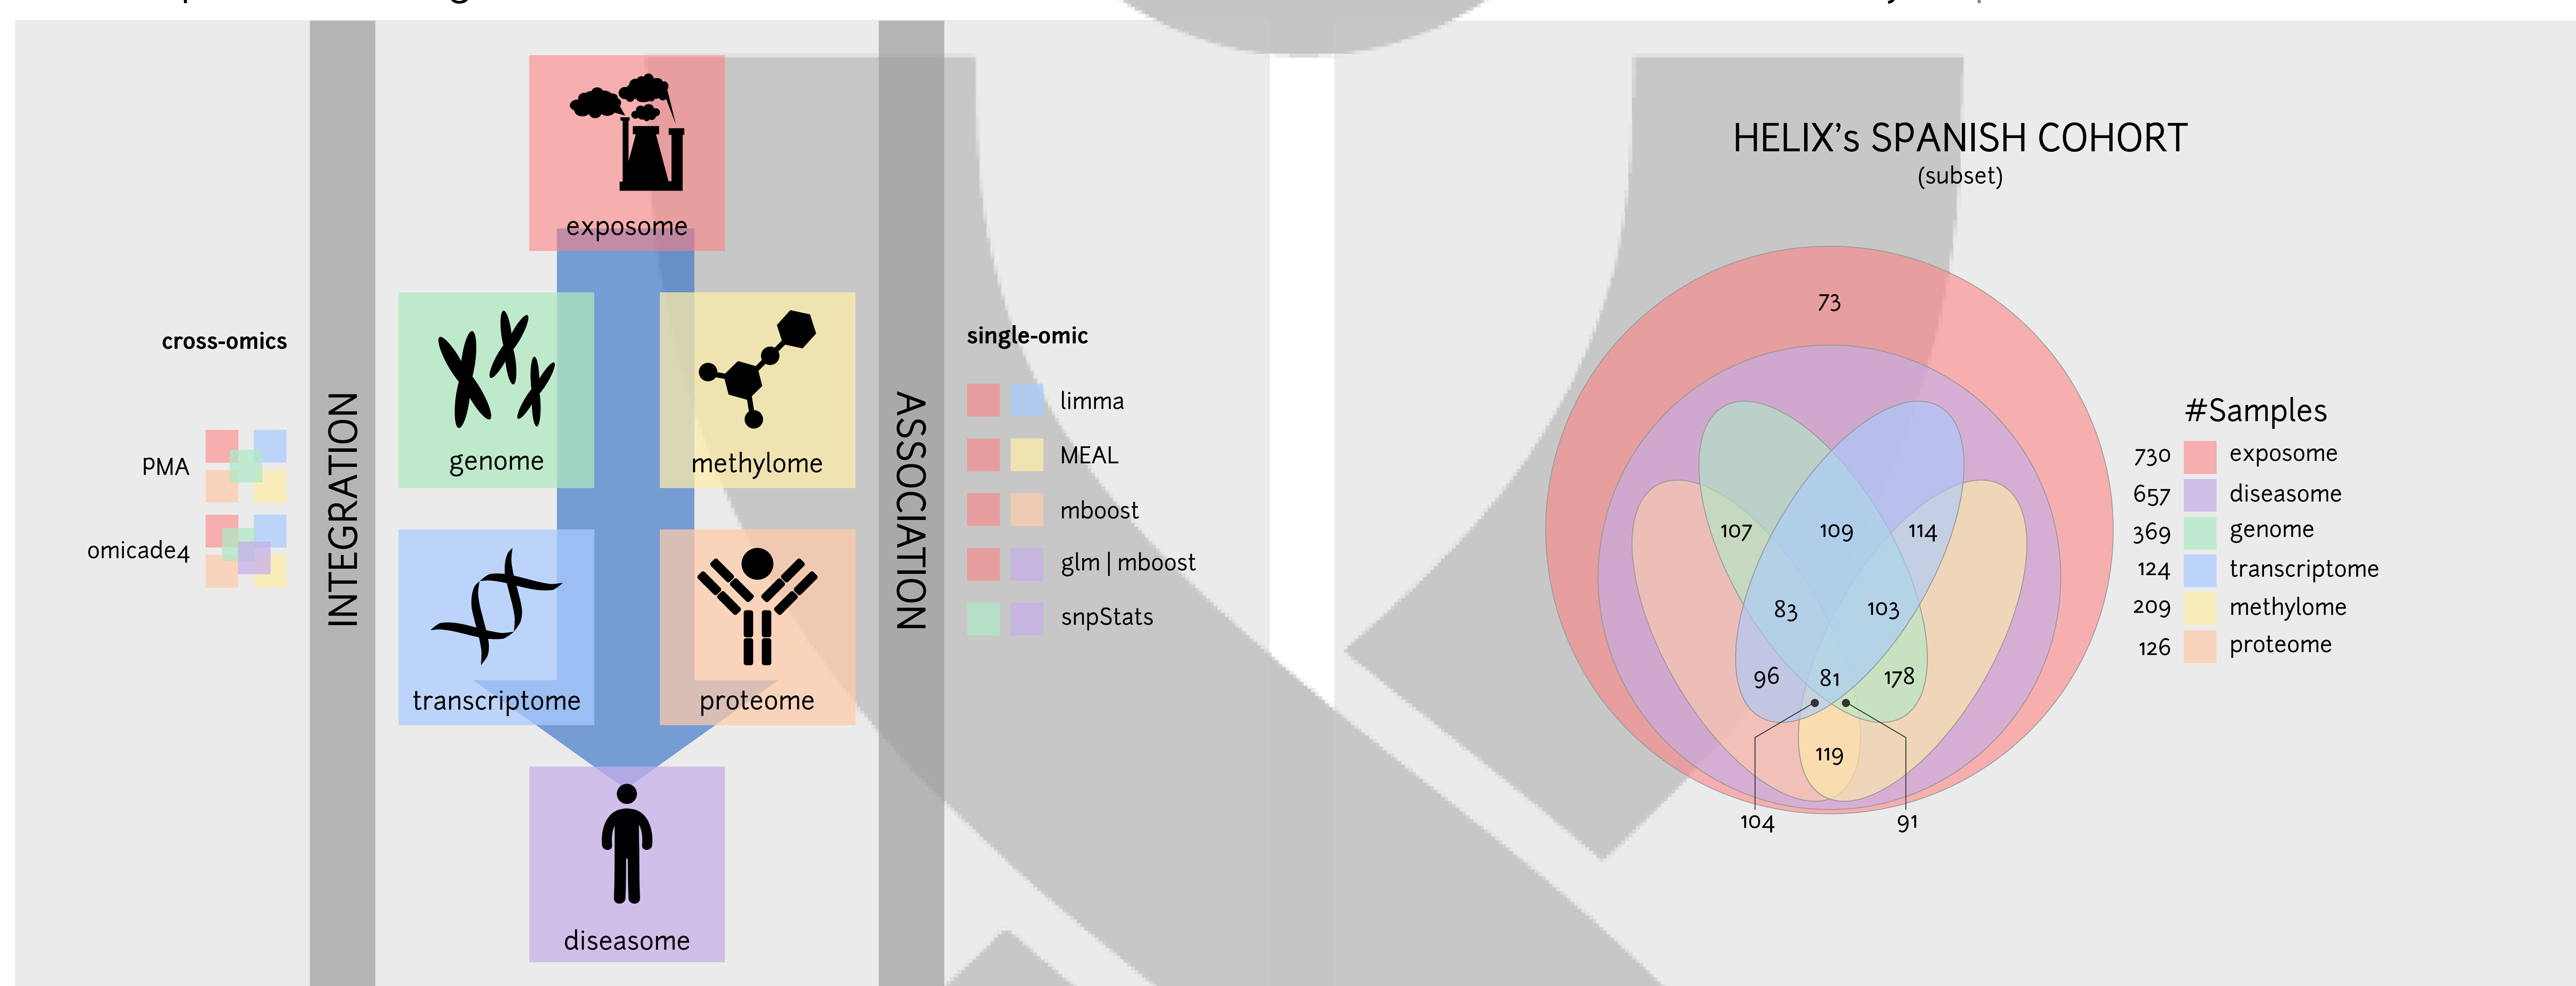 cross-omics
PMA
omicade4
INTEGRATION
exposome
genome
methylome
transcriptome
proteome
diseasome
ASSOCIATION
single-omic
limma
MEAL
mboost
glm | mboost
snpStats
HELIX's SPANISH COHORT
(subset)
73
107
109
114
83
103
96
81
178
119
104
91
#Samples
730 exposome
657 diseasome
369 genome
124 transcriptome
209 methylome
126 proteome